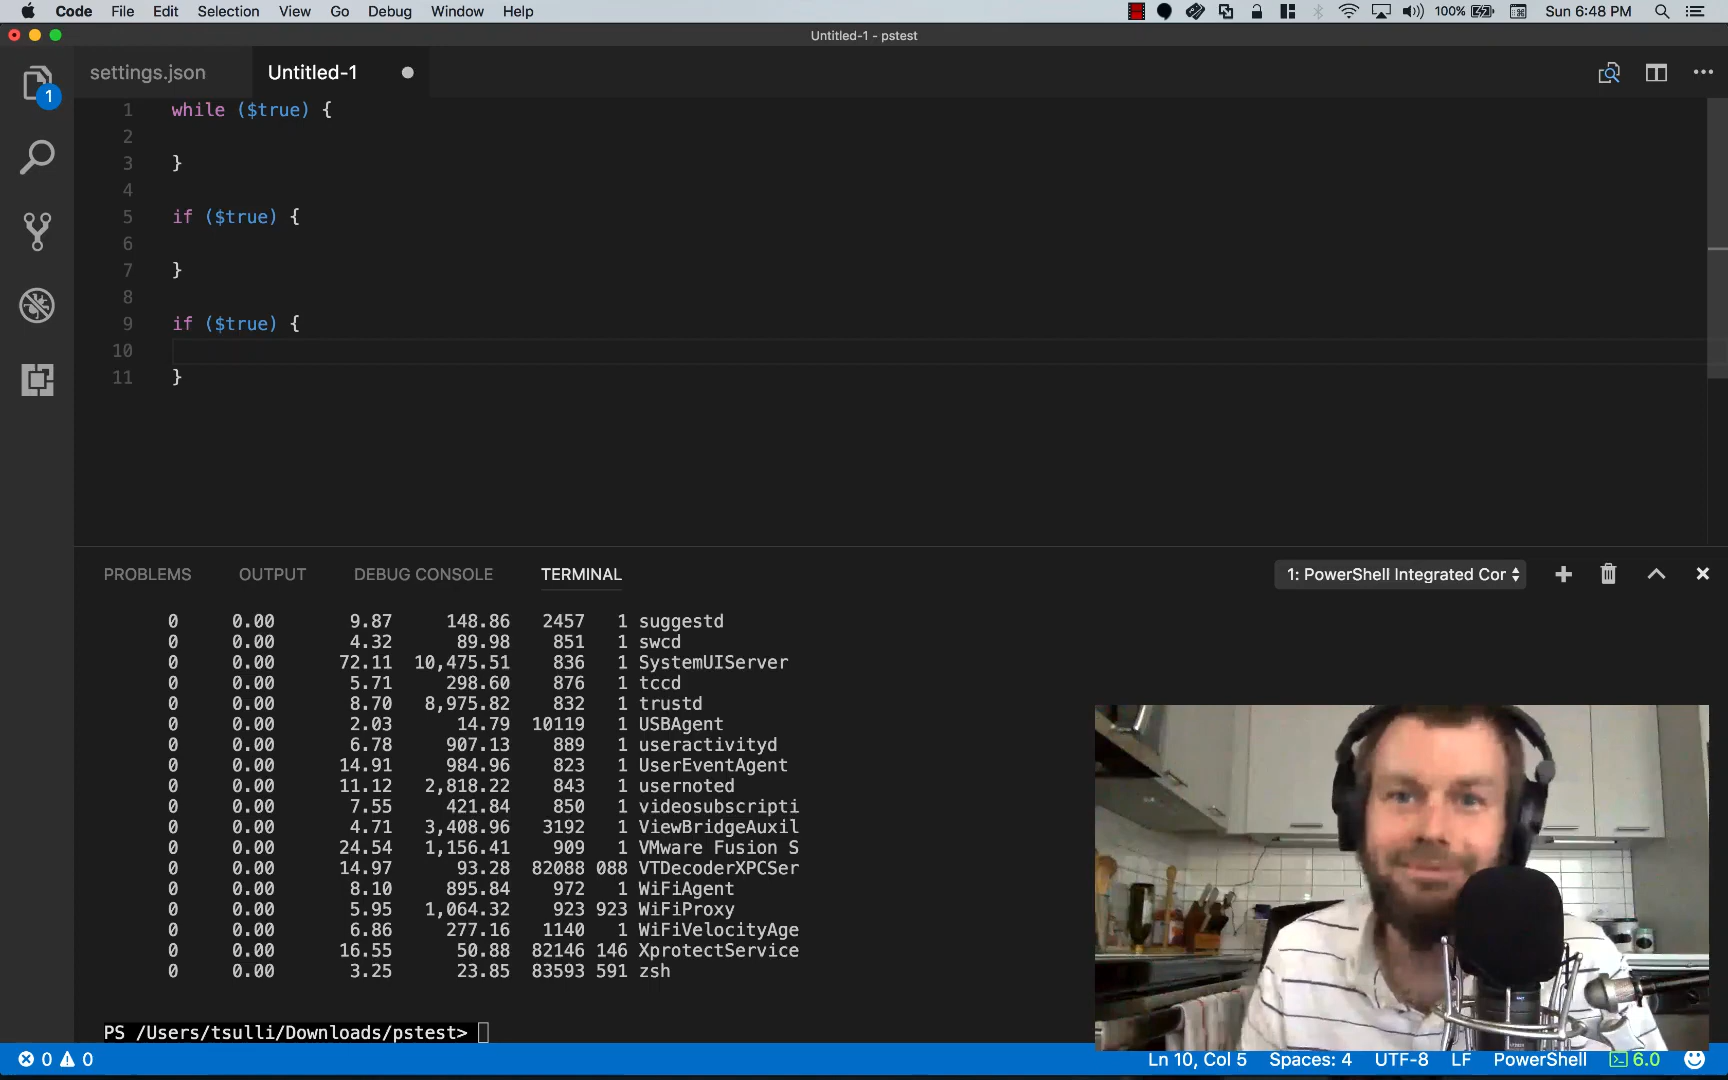 Code File Edit Selection View Go Debug Window Help 100% Sun 6:48 PM
Untitled-1 - pstest
settings.json Untitled-1
1
1 while ($true) {
2
3 }
4
5 if ($true) {
6
7 }
8
9 if ($true) {
10
11 }
PROBLEMS OUTPUT DEBUG CONSOLE TERMINAL 1: PowerShell Integrated Cor
0 0.00 9.87 148.86 2457 1 suggestd
0 0.00 4.32 89.98 851 1 swcd
0 0.00 72.11 10,475.51 836 1 SystemUIServer
0 0.00 5.71 298.60 876 1 tccd
0 0.00 8.70 8,975.82 832 1 trustd
0 0.00 2.03 14.79 10119 1 USBAgent
0 0.00 6.78 907.13 889 1 useractivityd
0 0.00 14.91 984.96 823 1 UserEventAgent
0 0.00 11.12 2,818.22 843 1 usernoted
0 0.00 7.55 421.84 850 1 videosubscripti
0 0.00 4.71 3,408.96 3192 1 ViewBridgeAuxil
0 0.00 24.54 1,156.41 909 1 VMware Fusion S
0 0.00 14.97 93.28 82088 088 VTDecoderXPCSer
0 0.00 8.10 895.84 972 1 WiFiAgent
0 0.00 5.95 1,064.32 923 923 WiFiProxy
0 0.00 6.86 277.16 1140 1 WiFiVelocityAge
0 0.00 16.55 50.88 82146 146 XprotectService
0 0.00 3.25 23.85 83593 591 zsh
PS /Users/tsulli/Downloads/pstest>
0 0 Ln 10, Col 5 Spaces: 4 UTF-8 LF PowerShell 6.0